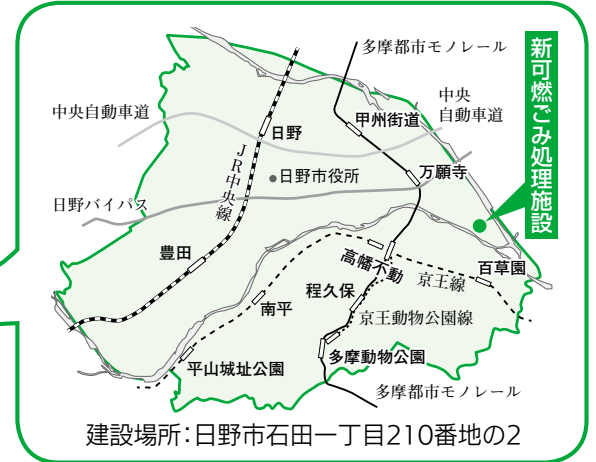 多摩都市モノレール
新可燃ごみ処理施設
中央自動車道
中央
自動車道
甲州街道
日野
JR中央線
日野市役所
万願寺
日野バイパス
豊田
高幡不動
百草園
京王線
程久保
南平
京王動物公園線
多摩動物公園
平山城址公園
多摩都市モノレール
建設場所:日野市石田一丁目210番地の2